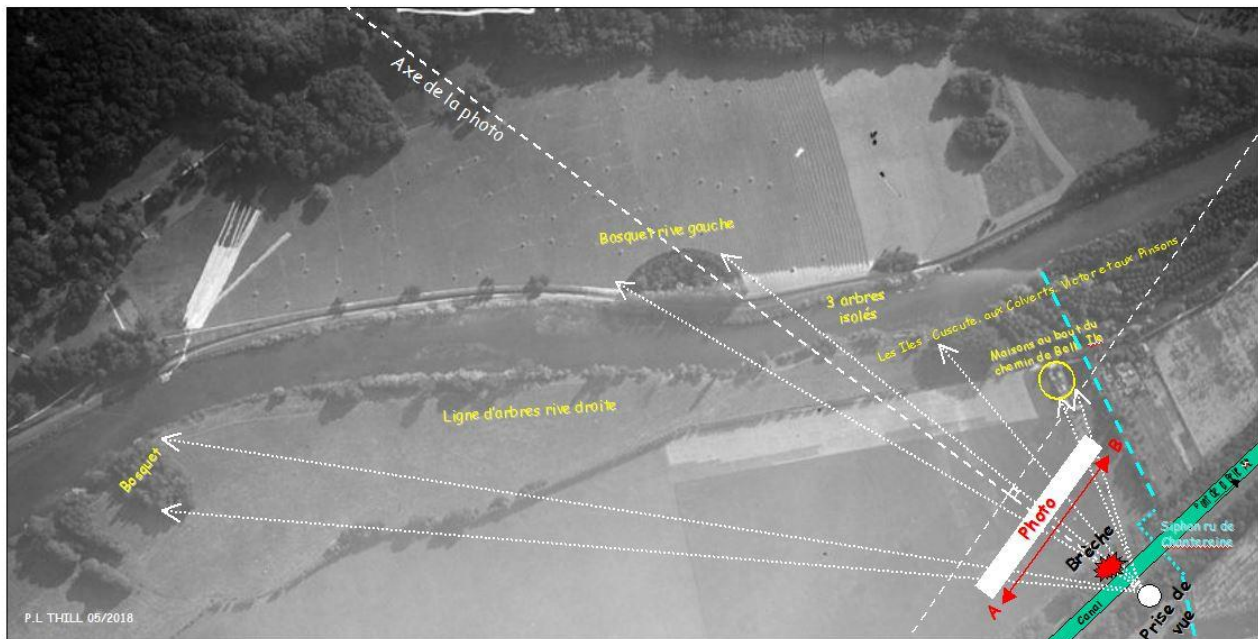 Axe de la photo
Bosquet rive gauche
3 arbres
isolés
Les Iles Cuscute, aux Colverts, Victor et aux Pinsons
Maisons au bout du
chemin de Belle Ile
Ligne d'arbres rive droite
Bosquet
B
Photo
A
Brèche
Siphon ru de
Chantereine
Canal
Prise de
vue
P.L THILL 05/2018